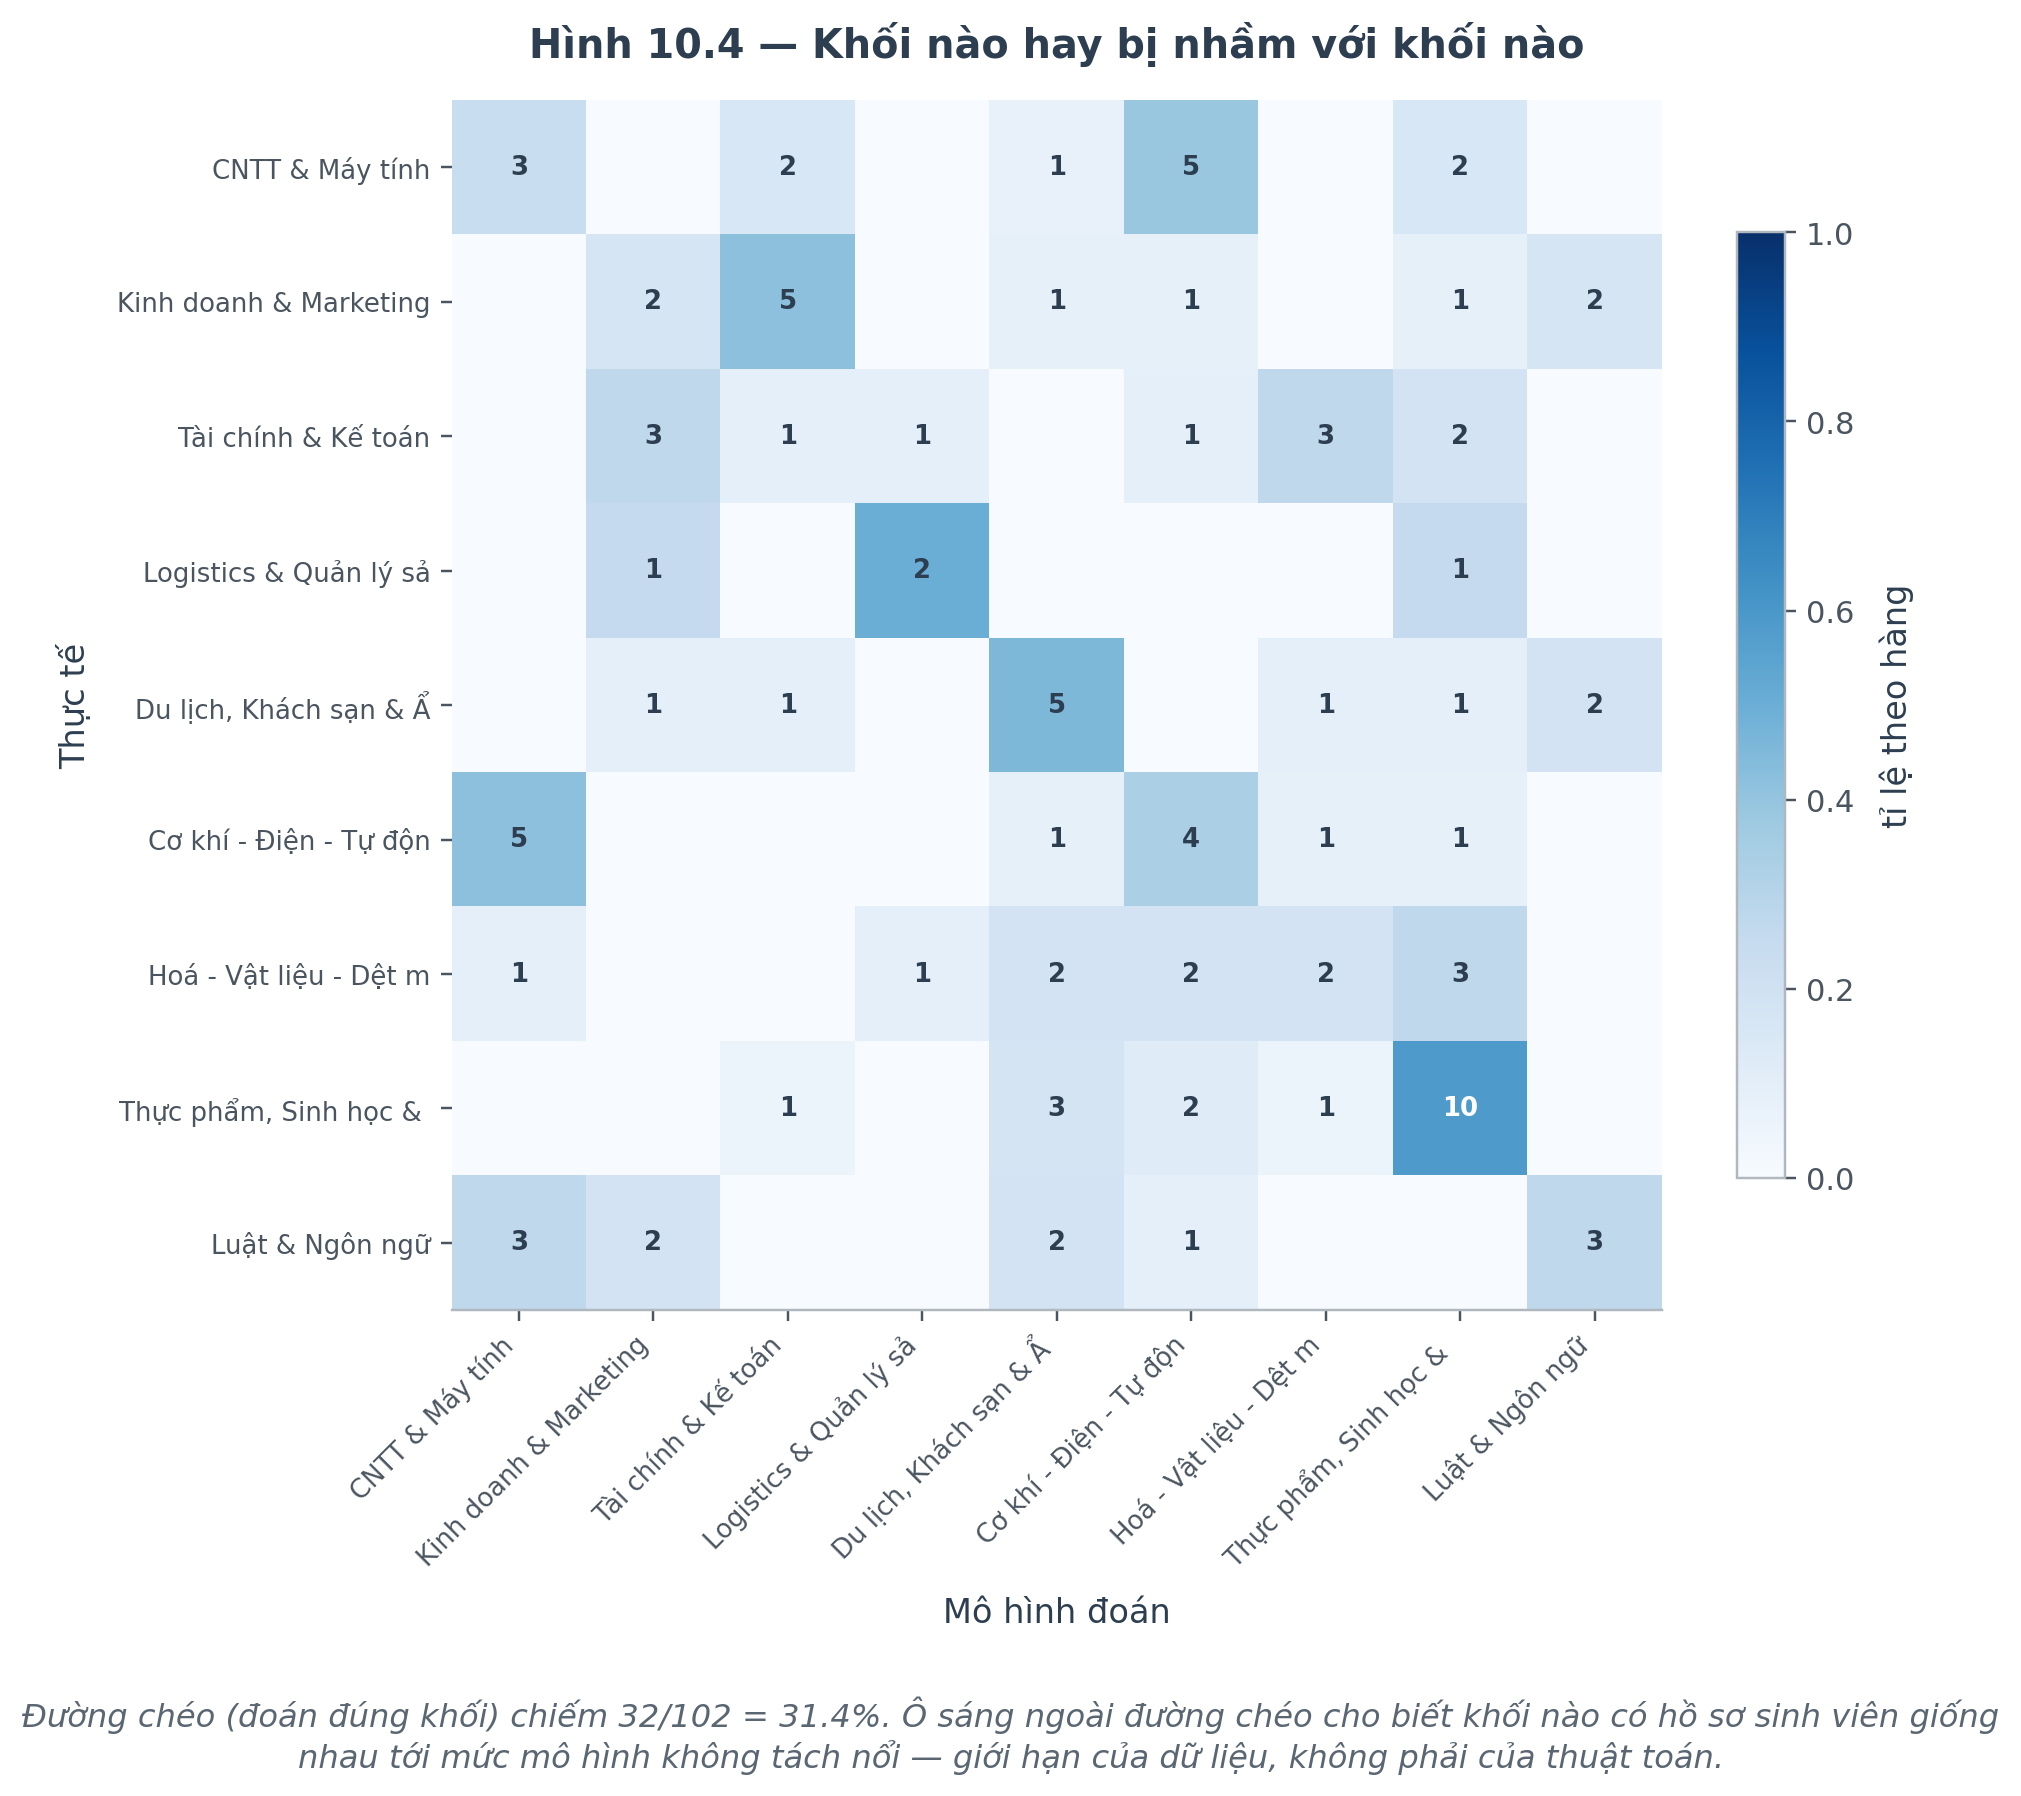 Hình 10.4 — Khối nào hay bị nhầm với khối nào
CNTT & Máy tính
3 2 1 5 2
Kinh doanh & Marketing
2 5 1 1 1 2
Tài chính & Kế toán
3 1 1 1 3 2
Logistics & Quản lý sả
1 2 1
Du lịch, Khách sạn & Ẩ
1 1 5 1 1 2
Cơ khí - Điện - Tự độn
5 1 4 1 1
Hoá - Vật liệu - Dệt m
1 1 2 2 2 3
Thực phẩm, Sinh học &
1 3 2 1 10
Luật & Ngôn ngữ
3 2 2 1 3
Thực tế
CNTT & Máy tính
Kinh doanh & Marketing
Tài chính & Kế toán
Logistics & Quản lý sả
Du lịch, Khách sạn & Ẩ
Cơ khí - Điện - Tự độn
Hoá - Vật liệu - Dệt m
Thực phẩm, Sinh học &
Luật & Ngôn ngữ
Mô hình đoán
1.0
0.8
0.6
0.4
0.2
0.0
tỉ lệ theo hàng
Đường chéo (đoán đúng khối) chiếm 32/102 = 31.4%. Ô sáng ngoài đường chéo cho biết khối nào có hồ sơ sinh viên giống
nhau tới mức mô hình không tách nổi — giới hạn của dữ liệu, không phải của thuật toán.